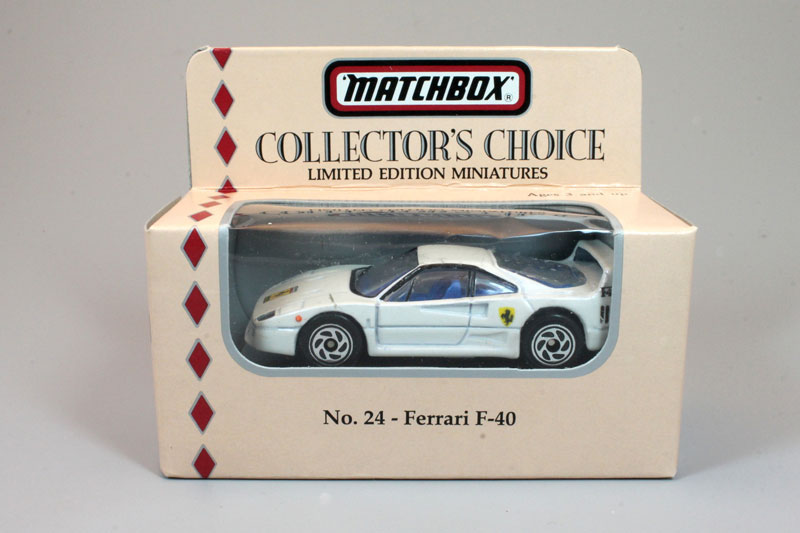 "MATCHBOX"®
COLLECTOR'S CHOICE
LIMITED EDITION MINIATURES
No. 24 - Ferrari F-40